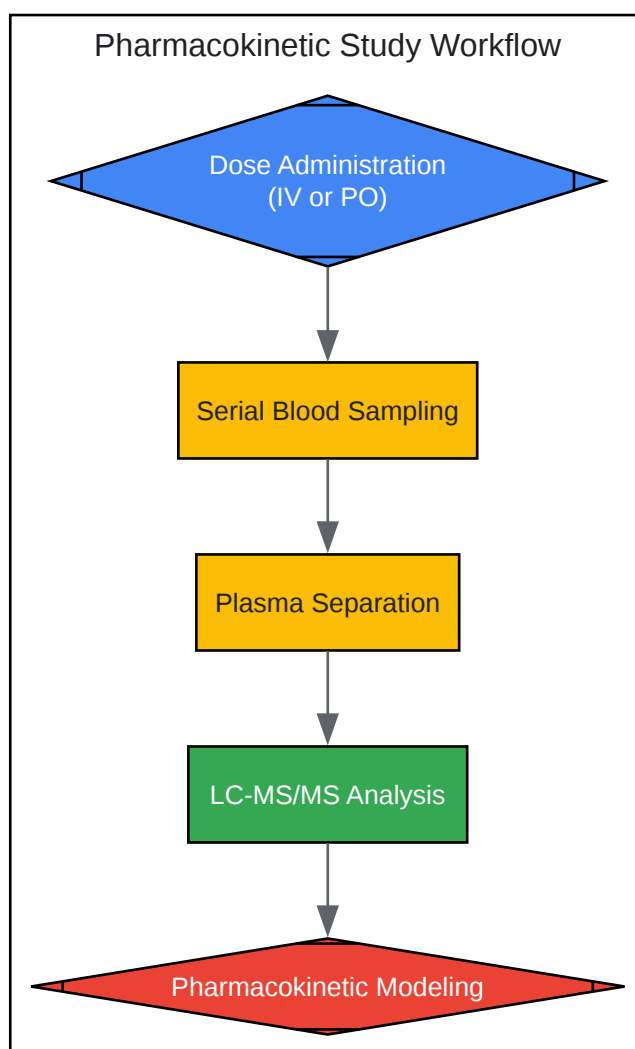 Pharmacokinetic Study Workflow
Dose Administration
(IV or PO)
Serial Blood Sampling
Plasma Separation
LC-MS/MS Analysis
Pharmacokinetic Modeling